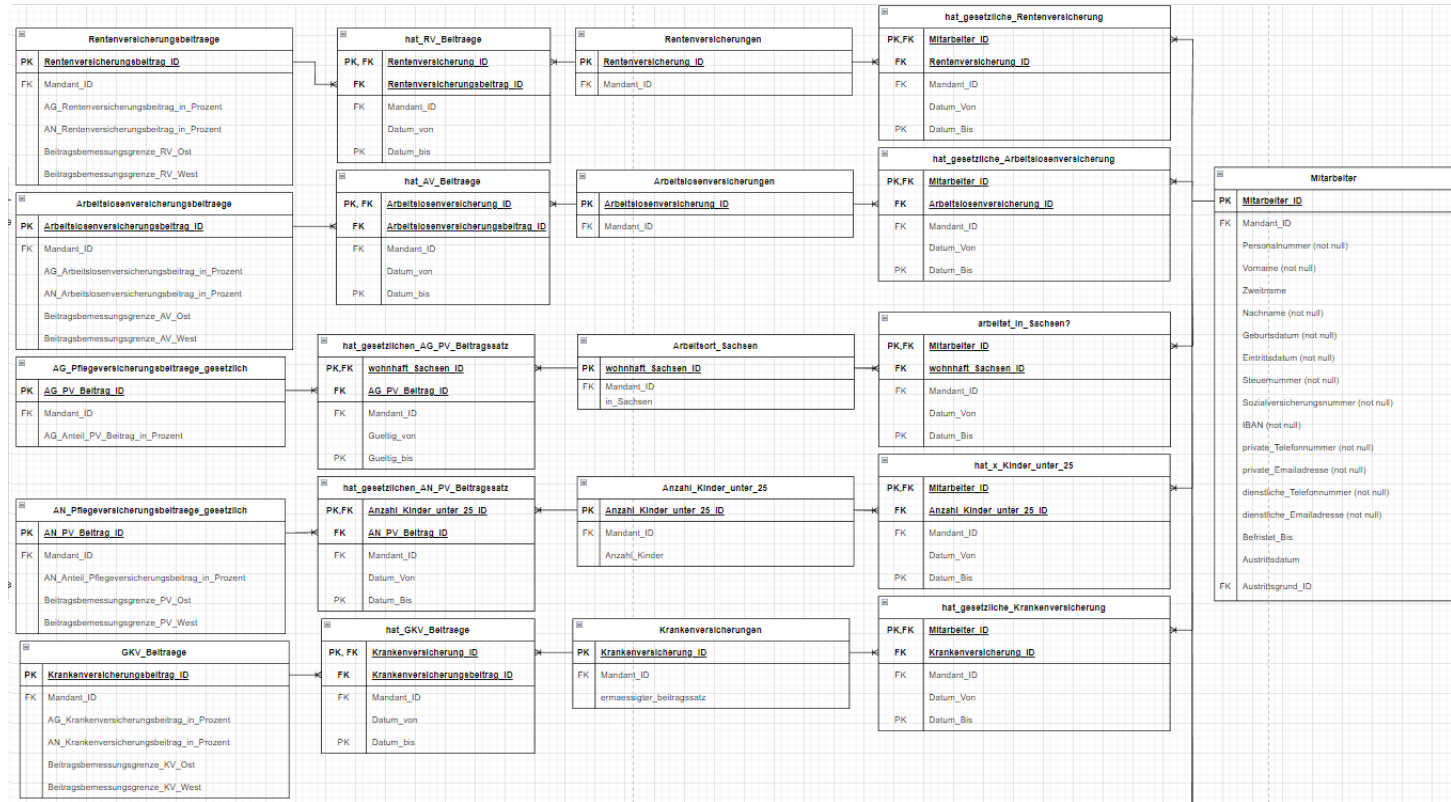 Rentenversicherungsbeitraege
PK Rentenversicherungsbeitrag_ID
FK Mandant_ID
AG_Rentenversicherungsbeitrag_in_Prozent
AN_Rentenversicherungsbeitrag_in_Prozent
Beitragsbemessungsgrenze_RV_Ost
Beitragsbemessungsgrenze_RV_West
hat_RV_Beitraege
PK, FK Rentenversicherung_ID
FK Rentenversicherungsbeitrag_ID
FK Mandant_ID
Datum_von
PK Datum_bis
Rentenversicherungen
PK Rentenversicherung_ID
FK Mandant_ID
hat_gesetzliche_Rentenversicherung
PK,FK Mitarbeiter_ID
FK Rentenversicherung_ID
FK Mandant_ID
Datum_Von
PK Datum_Bis
Arbeitslosenversicherungsbeitraege
PK Arbeitslosenversicherungsbeitrag_ID
FK Mandant_ID
AG_Arbeitslosenversicherungsbeitrag_in_Prozent
AN_Arbeitslosenversicherungsbeitrag_in_Prozent
Beitragsbemessungsgrenze_AV_Ost
Beitragsbemessungsgrenze_AV_West
hat_AV_Beitraege
PK, FK Arbeitslosenversicherung_ID
FK Arbeitslosenversicherungsbeitrag_ID
FK Mandant_ID
Datum_von
PK Datum_bis
Arbeitslosenversicherungen
PK Arbeitslosenversicherung_ID
FK Mandant_ID
hat_gesetzliche_Arbeitslosenversicherung
PK,FK Mitarbeiter_ID
FK Arbeitslosenversicherung_ID
FK Mandant_ID
Datum_Von
PK Datum_Bis
Mitarbeiter
PK Mitarbeiter_ID
FK Mandant_ID
Personalnummer (not null)
Vorname (not null)
Zweitname
Nachname (not null)
Geburtsdatum (not null)
Eintrittsdatum (not null)
Steuernummer (not null)
Sozialversicherungsnummer (not null)
IBAN (not null)
private_Telefonnummer (not null)
private_Emailadresse (not null)
dienstliche_Telefonnummer (not null)
dienstliche_Emailadresse (not null)
Befristet_Bis
Austrittsdatum
FK Austrittsgrund_ID
AG_Pflegeversicherungsbeitraege_gesetzlich
PK AG_PV_Beitrag_ID
FK Mandant_ID
AG_Anteil_PV_Beitrag_in_Prozent
hat_gesetzlichen_AG_PV_Beitragssatz
PK,FK wohnhaft_Sachsen_ID
FK AG_PV_Beitrag_ID
FK Mandant_ID
Gueltig_von
PK Gueltig_bis
Arbeitsort_Sachsen
PK wohnhaft_Sachsen_ID
FK Mandant_ID
in_Sachsen
arbeitet_in_Sachsen?
PK,FK Mitarbeiter_ID
FK wohnhaft_Sachsen_ID
FK Mandant_ID
Datum_Von
PK Datum_Bis
AN_Pflegeversicherungsbeitraege_gesetzlich
PK AN_PV_Beitrag_ID
FK Mandant_ID
AN_Anteil_Pflegeversicherungsbeitrag_in_Prozent
Beitragsbemessungsgrenze_PV_Ost
Beitragsbemessungsgrenze_PV_West
hat_gesetzlichen_AN_PV_Beitragssatz
PK,FK Anzahl_Kinder_unter_25_ID
FK AN_PV_Beitrag_ID
FK Mandant_ID
Datum_Von
PK Datum_Bis
Anzahl_Kinder_unter_25
PK Anzahl_Kinder_unter_25_ID
FK Mandant_ID
Anzahl_Kinder
hat_x_Kinder_unter_25
PK,FK Mitarbeiter_ID
FK Anzahl_Kinder_unter_25_ID
FK Mandant_ID
Datum_Von
PK Datum_Bis
GKV_Beitraege
PK Krankenversicherungsbeitrag_ID
FK Mandant_ID
AG_Krankenversicherungsbeitrag_in_Prozent
AN_Krankenversicherungsbeitrag_in_Prozent
Beitragsbemessungsgrenze_KV_Ost
Beitragsbemessungsgrenze_KV_West
hat_GKV_Beitraege
PK, FK Krankenversicherung_ID
FK Krankenversicherungsbeitrag_ID
FK Mandant_ID
Datum_von
PK Datum_bis
Krankenversicherungen
PK Krankenversicherung_ID
FK Mandant_ID
ermaessigter_beitragssatz
hat_gesetzliche_Krankenversicherung
PK,FK Mitarbeiter_ID
FK Krankenversicherung_ID
FK Mandant_ID
Datum_Von
PK Datum_Bis